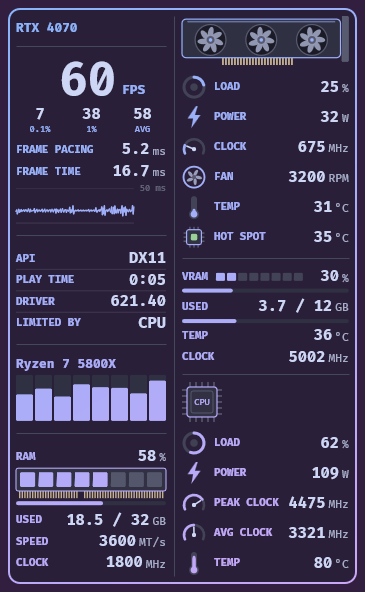 RTX 4070
60 FPS
7 38 58
0.1% 1% AVG
FRAME PACING 5.2 ms
FRAME TIME 16.7 ms
50 ms
API DX11
PLAY TIME 0:05
DRIVER 621.40
LIMITED BY CPU
Ryzen 7 5800X
RAM 58 %
USED 18.5 / 32 GB
SPEED 3600 MT/s
CLOCK 1800 MHz
LOAD 25 %
POWER 32 W
CLOCK 675 MHz
FAN 3200 RPM
TEMP 31 °C
HOT SPOT 35 °C
VRAM 30 %
USED 3.7 / 12 GB
TEMP 36 °C
CLOCK 5002 MHz
CPU
LOAD 62 %
POWER 109 W
PEAK CLOCK 4475 MHz
AVG CLOCK 3321 MHz
TEMP 80 °C